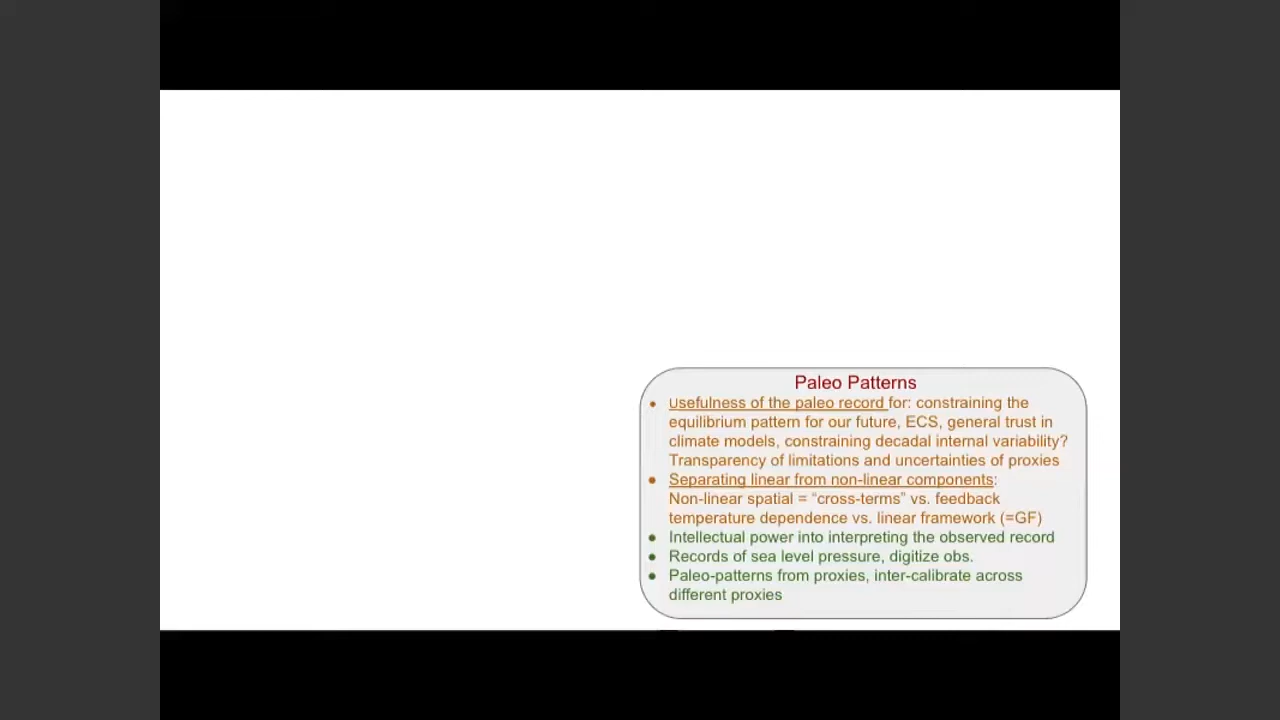 Paleo Patterns
• Usefulness of the paleo record for: constraining the
equilibrium pattern for our future, ECS, general trust in
climate models, constraining decadal internal variability?
Transparency of limitations and uncertainties of proxies
• Separating linear from non-linear components:
Non-linear spatial = “cross-terms” vs. feedback
temperature dependence vs. linear framework (=GF)
• Intellectual power into interpreting the observed record
• Records of sea level pressure, digitize obs.
• Paleo-patterns from proxies, inter-calibrate across
different proxies